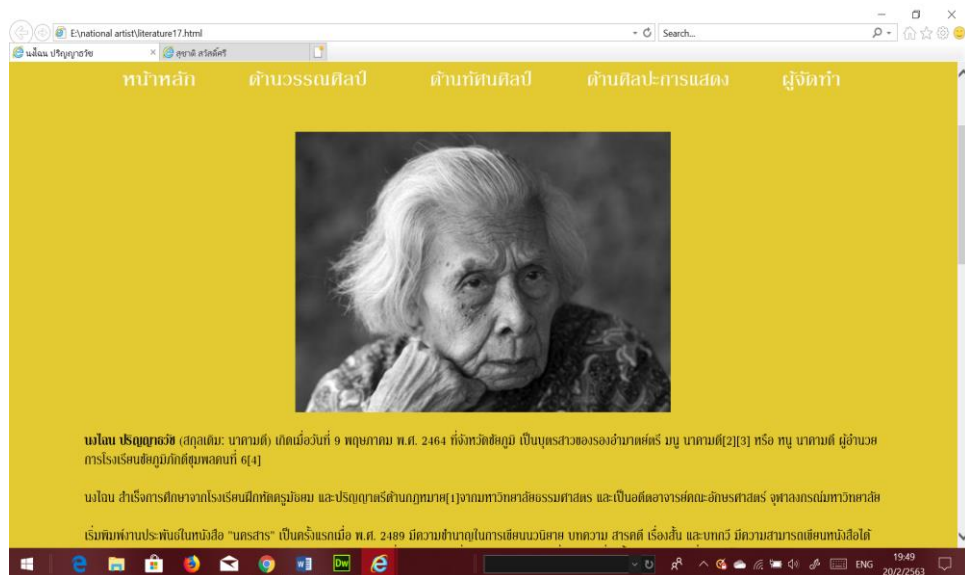 E:\national artist\literature17.html
Search...
นงไฉน ปริญญาธวัช
สุชาติ สวัสดิ์ศรี
หน้าหลัก ด้านวรรณศิลป์ ด้านทัศนศิลป์ ด้านศิลปะการแสดง ผู้จัดทำ
นงไฉน ปริญญาธวัช (สกุลเดิม: นาคามดี) เกิดเมื่อวันที่ 9 พฤษภาคม พ.ศ. 2464 ที่จังหวัดชัยภูมิ เป็นบุตรสาวของรองอำมาตย์ตรี มนู นาคามดี[2][3] หรือ หนู นาคามดี ผู้อำนวย
การโรงเรียนชัยภูมิภักดีชุมพลคนที่ 6[4]
นงไฉน สำเร็จการศึกษาจากโรงเรียนฝึกหัดครูมัธยม และปริญญาตรีด้านกฎหมาย[1]จากมหาวิทยาลัยธรรมศาสตร์ และเป็นอดีตอาจารย์คณะอักษรศาสตร์ จุฬาลงกรณ์มหาวิทยาลัย
เริ่มพิมพ์งานประพันธ์ในหนังสือ "นครสาร" เป็นครั้งแรกเมื่อ พ.ศ. 2489 มีความชำนาญในการเขียนนวนิยาย บทความ สารคดี เรื่องสั้น และบทกวี มีความสามารถเขียนหนังสือได้
ENG
19:49
20/2/2563